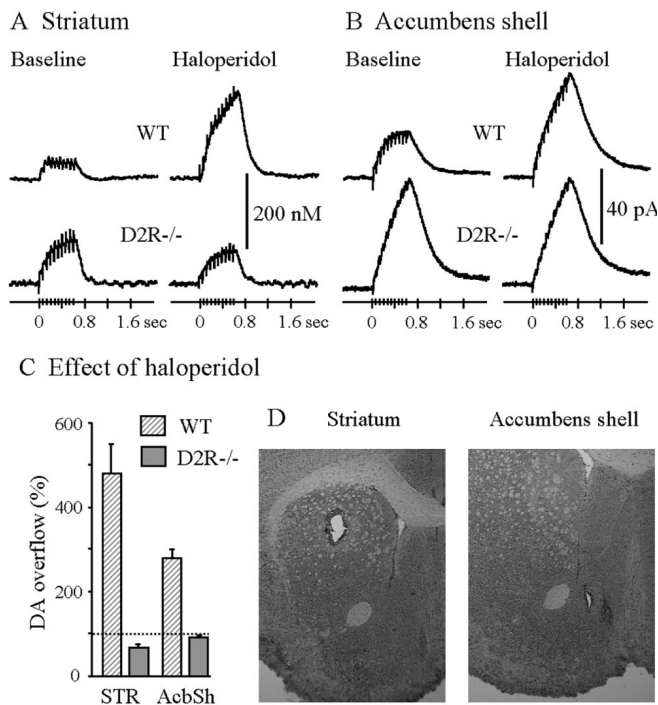 A Striatum
Baseline
Haloperidol
WT
200 nM
D2R-/-
0 0.8 1.6 sec
0 0.8 1.6 sec
B Accumbens shell
Baseline
Haloperidol
WT
40 pA
D2R-/-
0 0.8 1.6 sec
0 0.8 1.6 sec
C Effect of haloperidol
DA overflow (%)
600
400
200
0
WT
D2R-/-
STR AcbSh
D
Striatum
Accumbens shell